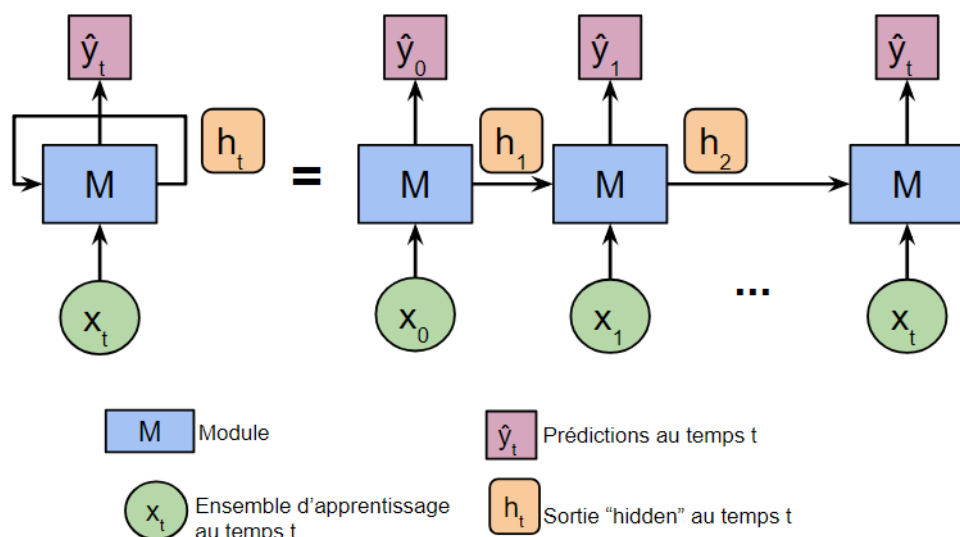 ŷt ŷ0 ŷ1 ŷt
ht h1 h2
M = M M M
xt x0 x1 ... xt
M Module
ŷt Prédictions au temps t
xt Ensemble d'apprentissage
au temps t
ht Sortie "hidden" au temps t